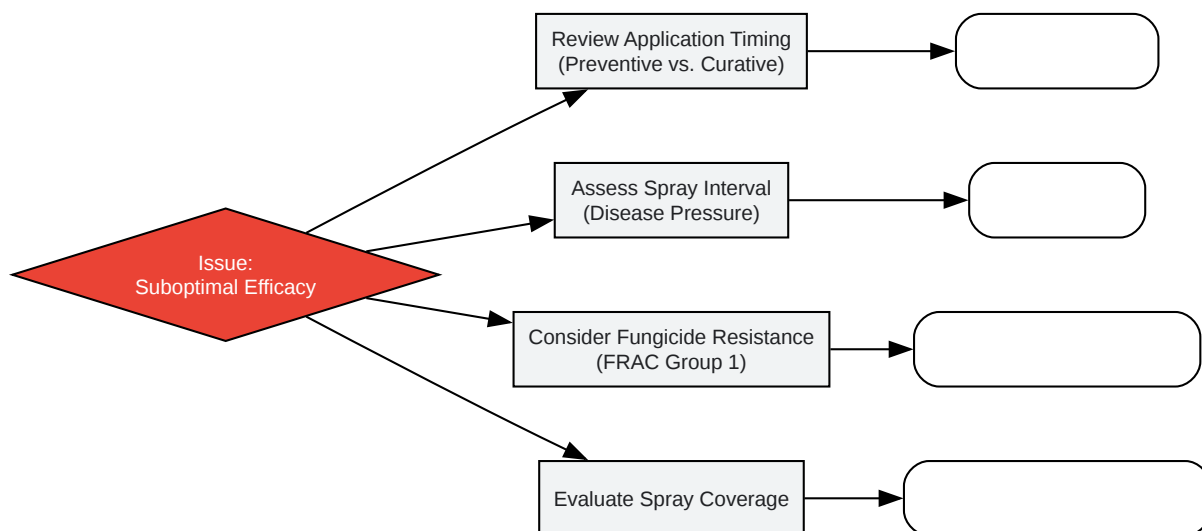 Review Application Timing
(Preventive vs. Curative)
Assess Spray Interval
(Disease Pressure)
Issue:
Suboptimal Efficacy
Consider Fungicide Resistance
(FRAC Group 1)
Evaluate Spray Coverage